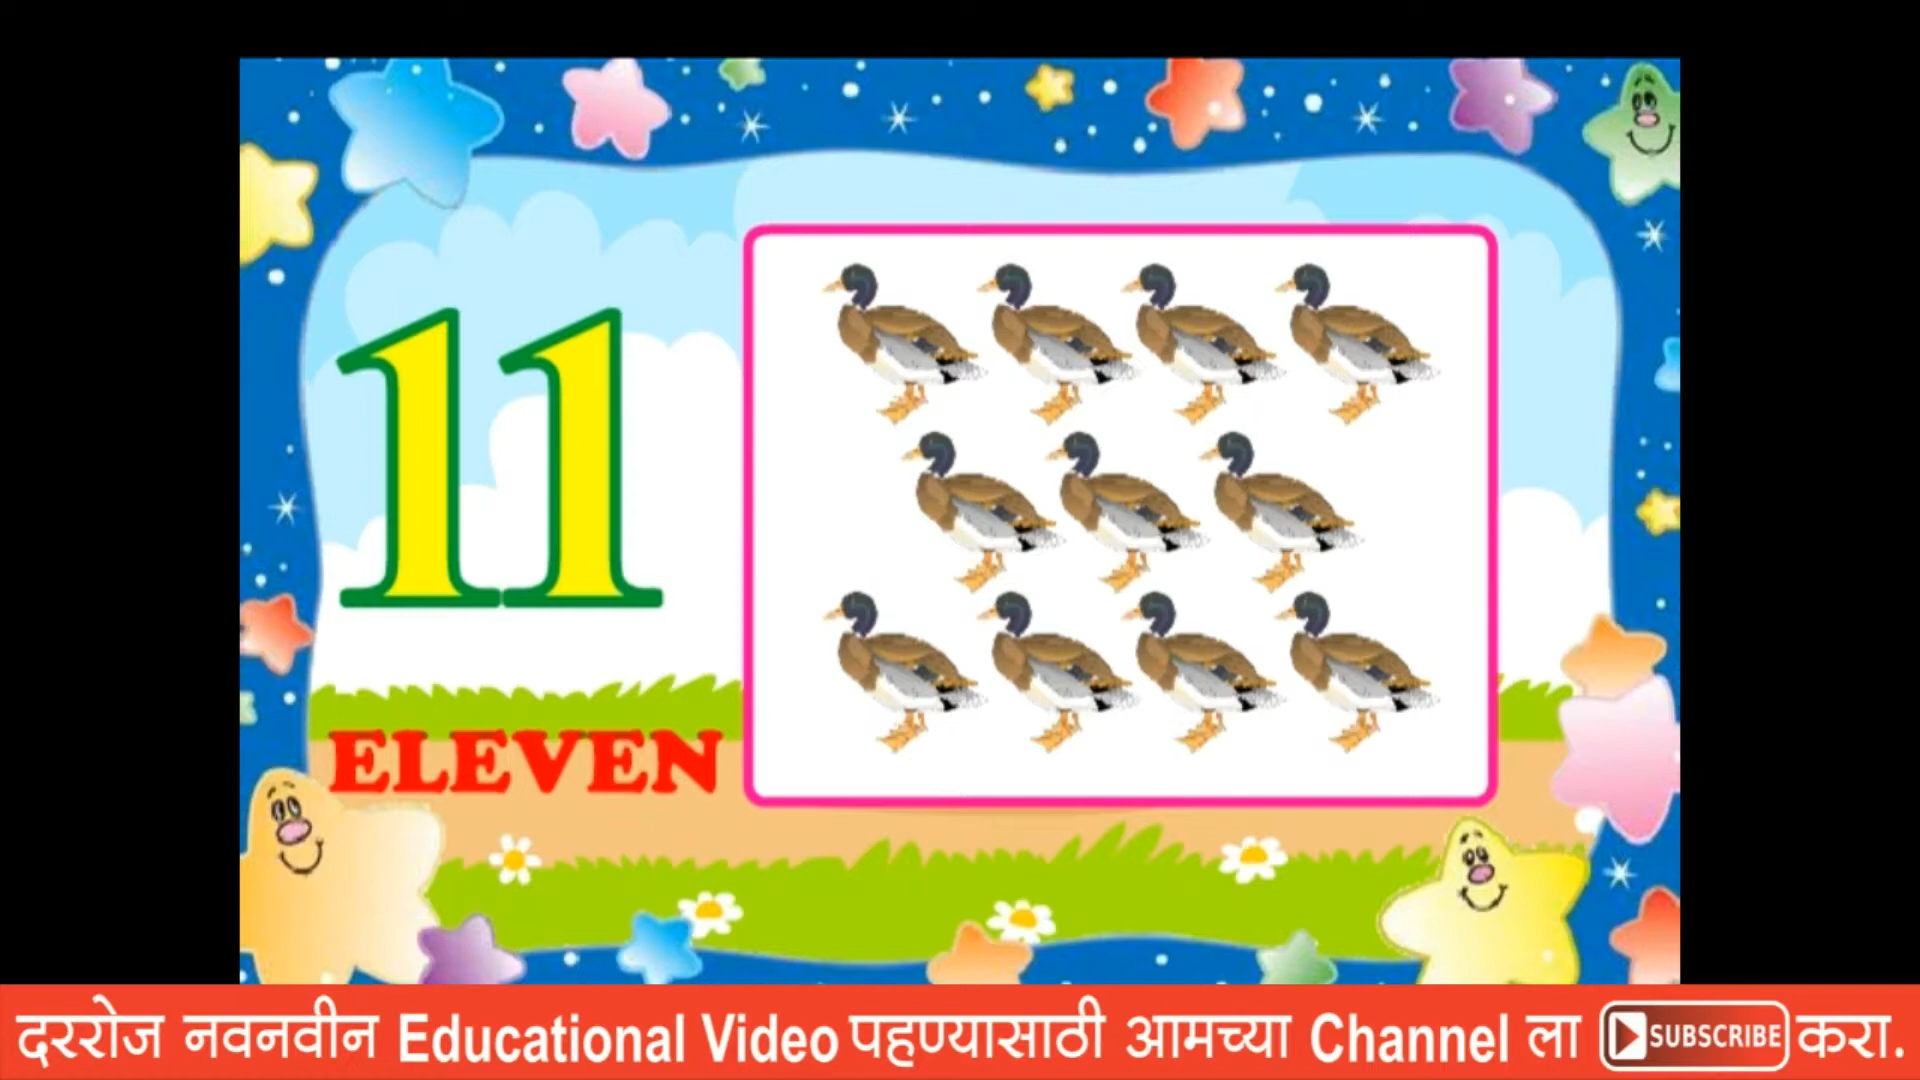 11
ELEVEN
दररोज नवनवीन Educational Video पहण्यासाठी आमच्या Channel ला SUBSCRIBE करा.